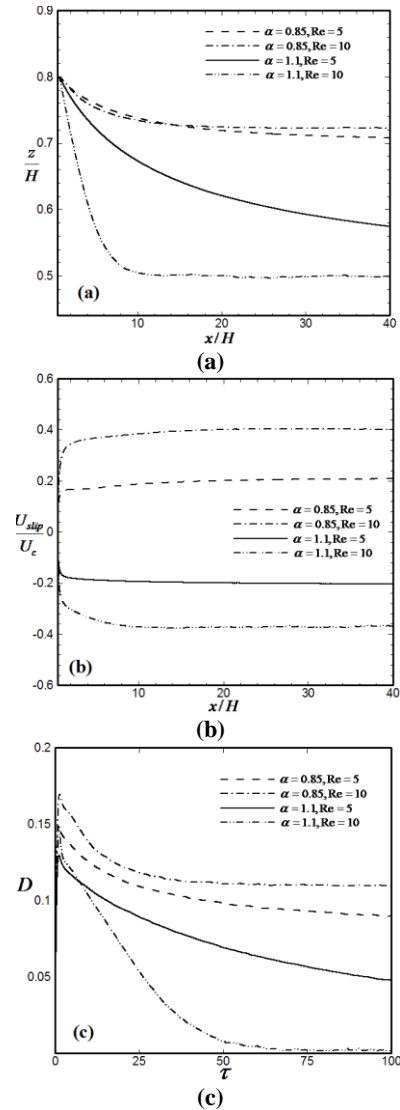 α = 0.85, Re = 5
α = 0.85, Re = 10
α = 1.1, Re = 5
α = 1.1, Re = 10
0.9
0.8
0.7
0.6
0.5
z/H
(a)
10 20 30 40
x/H
(a)
0.6
0.4
0.2
0
-0.2
-0.4
-0.6
U_slip/U_c
α = 0.85, Re = 5
α = 0.85, Re = 10
α = 1.1, Re = 5
α = 1.1, Re = 10
(b)
10 20 30 40
x/H
(b)
0.2
0.15
0.1
0.05
D
α = 0.85, Re = 5
α = 0.85, Re = 10
α = 1.1, Re = 5
α = 1.1, Re = 10
(c)
0 25 50 75 100
τ
(c)